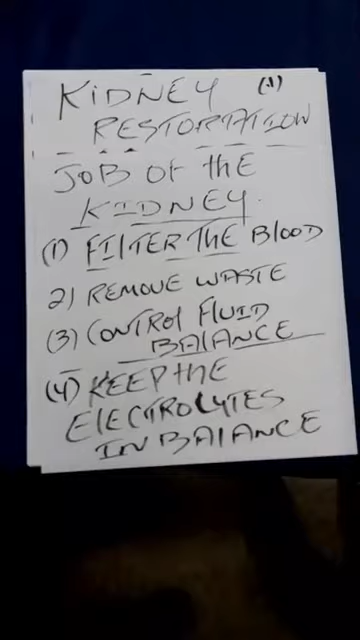 KIDNEY (1)
RESTORATION
JOB Of thE
KIDNEY.
(1) FILTER THE BLOOD
2) REMOVE WASTE
(3) CONTROL FLUID
BALANCE
(4) KEEP thE
ELECTROLYTES
IN BALANCE